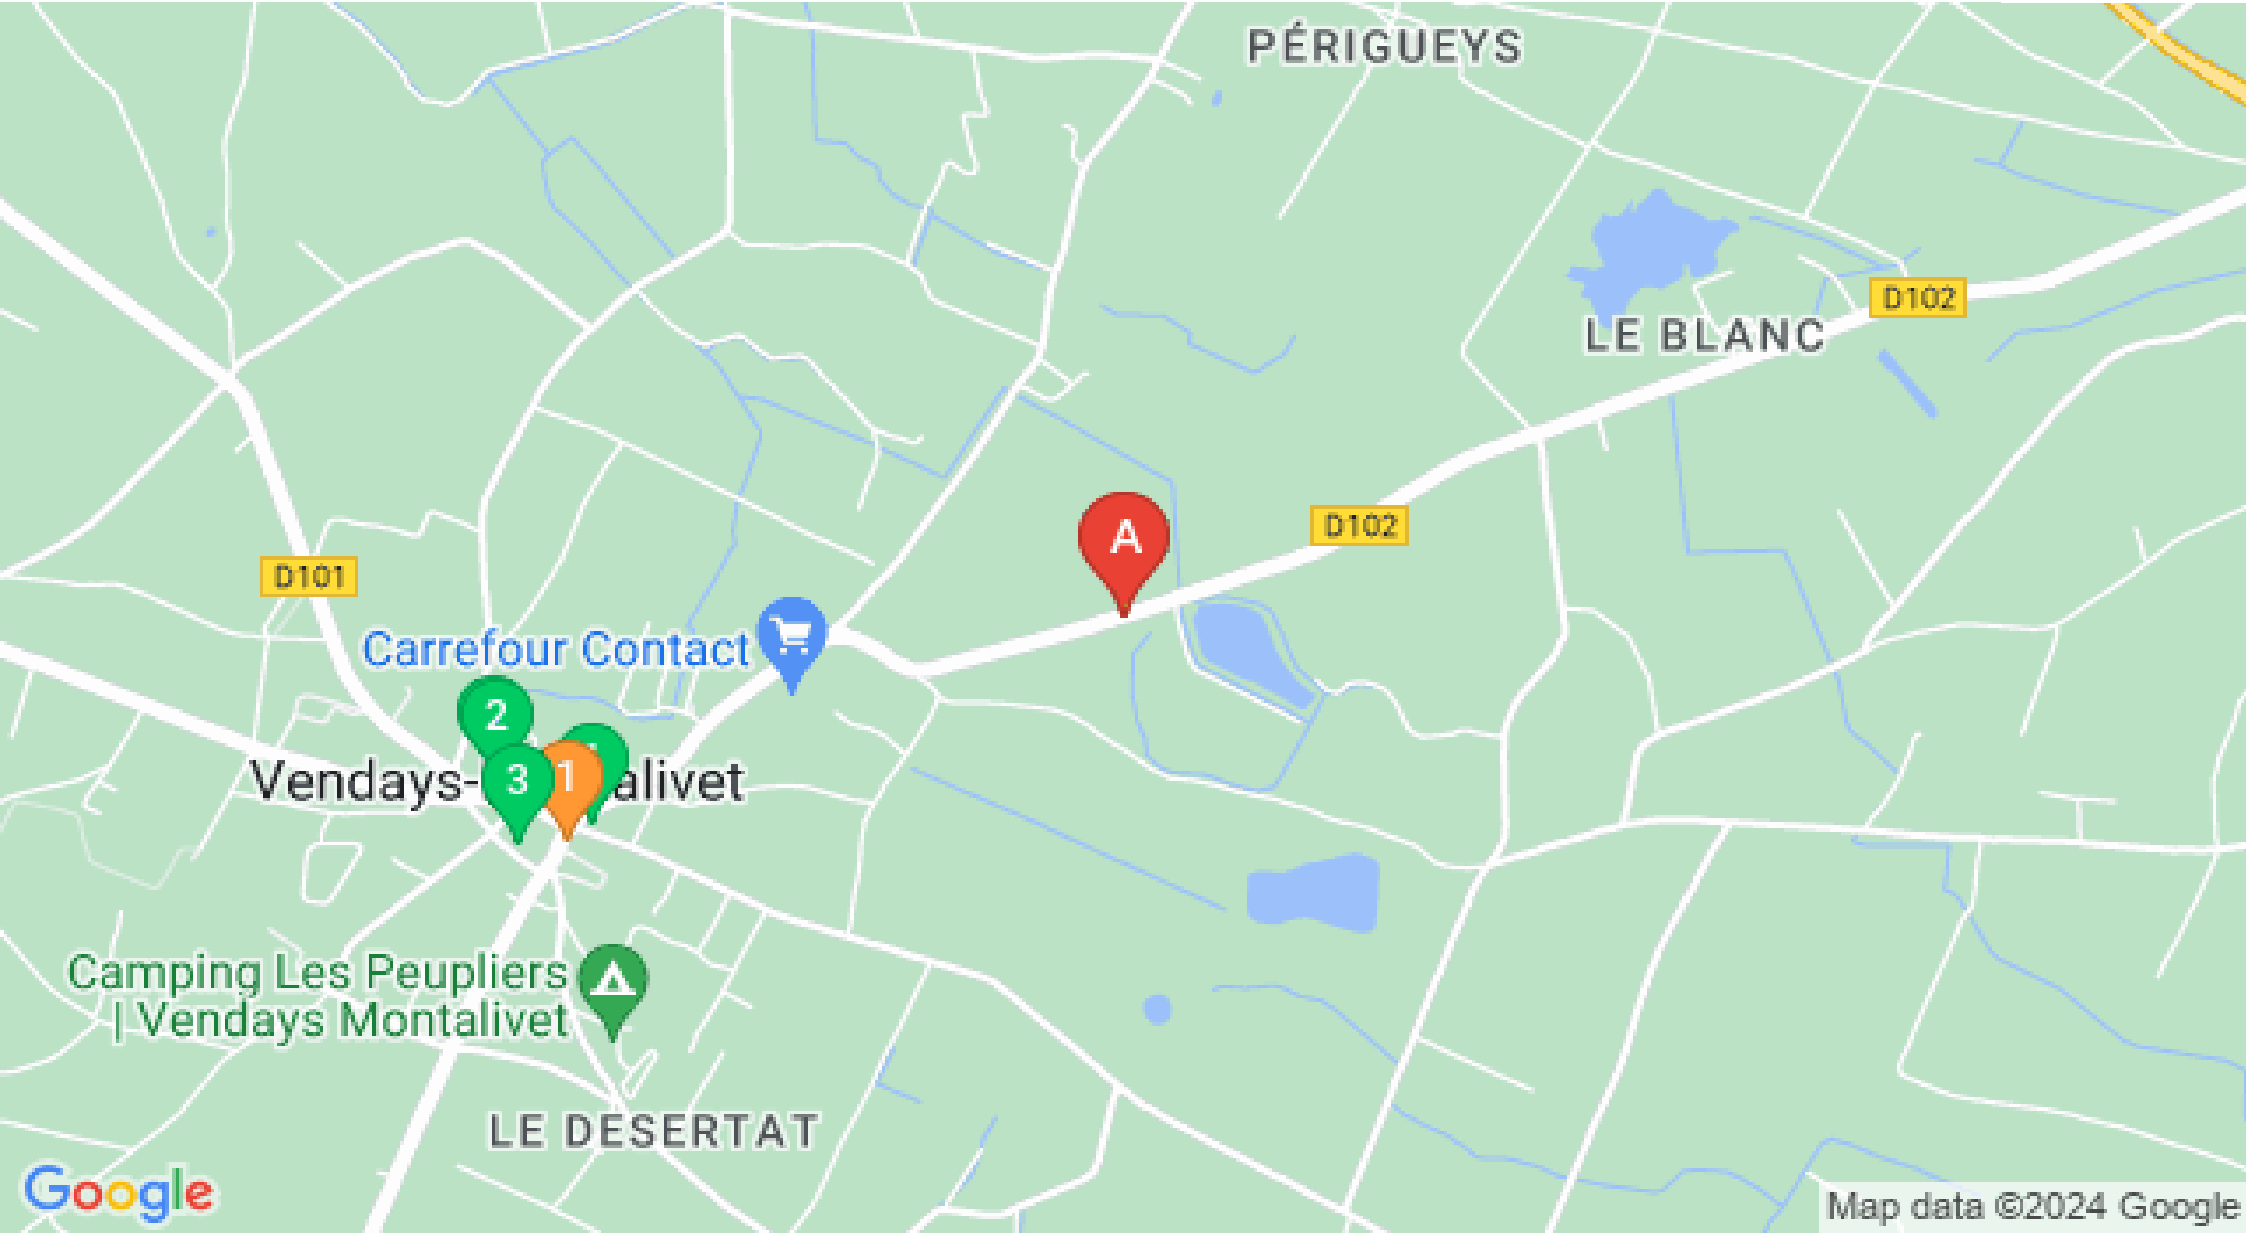 PÉRIGUEYS
D102
LE BLANC
A
D102
D101
Carrefour Contact
2
1
3
Vendays-
alivet
Camping Les Peupliers
| Vendays Montalivet
LE DESERTAT
Google
Map data ©2024 Google